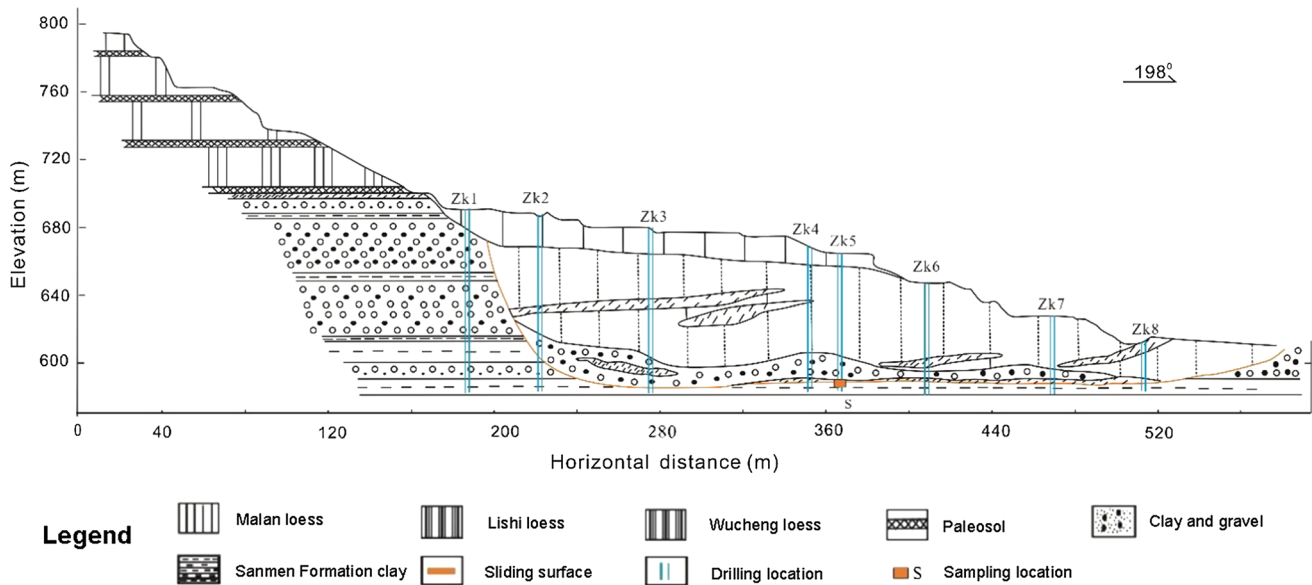 800
760
720
680
640
600
Elevation (m)
198⁰
Zk1
Zk2
Zk3
Zk4
Zk5
Zk6
Zk7
Zk8
S
0
40
120
200
280
360
440
520
Horizontal distance (m)
Legend
Malan loess
Lishi loess
Wucheng loess
Paleosol
Clay and gravel
Sanmen Formation clay
Sliding surface
Drilling location
S
Sampling location